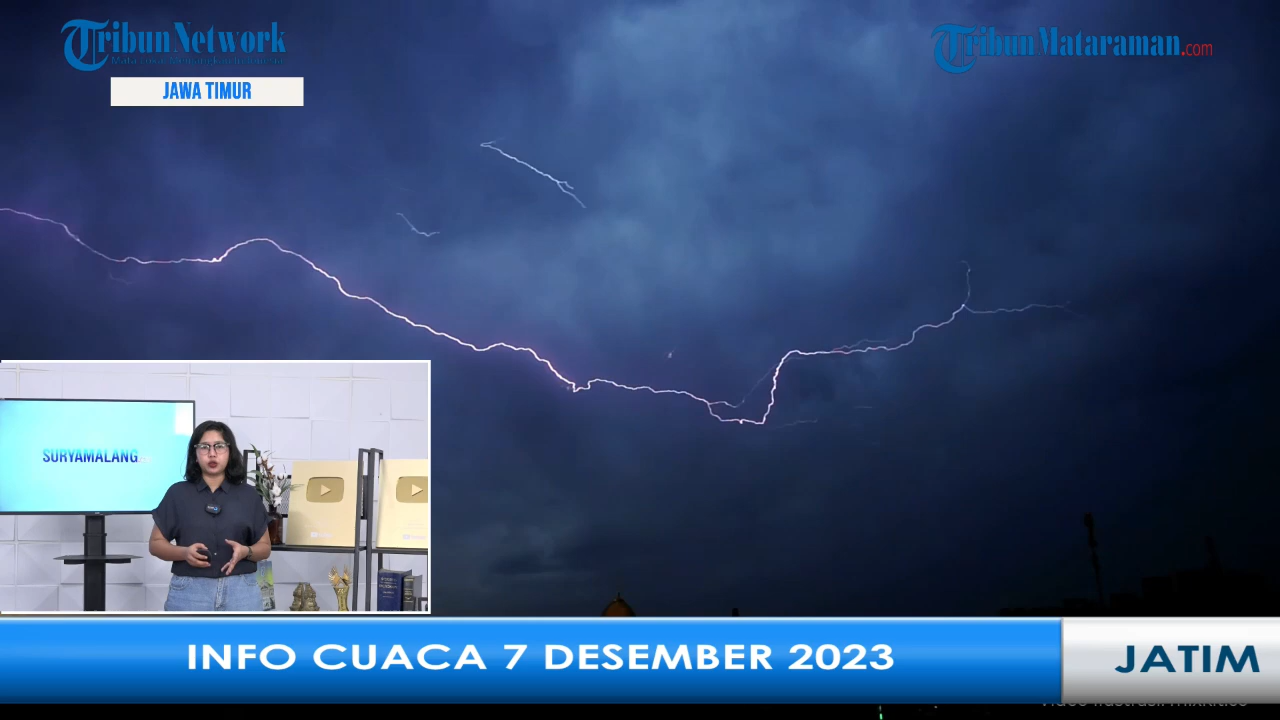 TribunNetwork
TribunMataraman.com
JAWA TIMUR
SURYAMALANG
INFO CUACA 7 DESEMBER 2023
JATIM